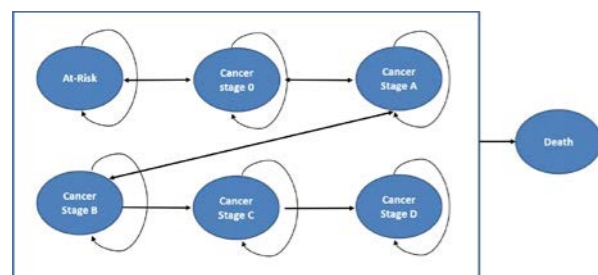 At-Risk
Cancer
stage 0
Cancer
Stage A
Death
Cancer
Stage B
Cancer
Stage C
Cancer
Stage D